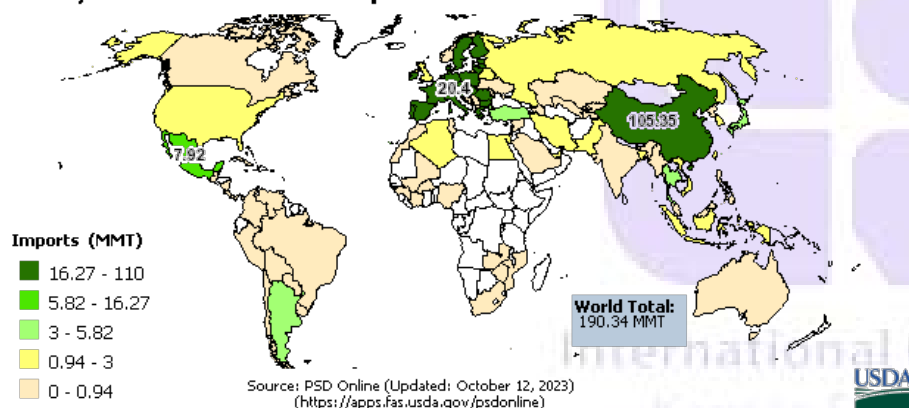 20.4
105.35
7.92
Imports (MMT)
16.27 - 110
5.82 - 16.27
3 - 5.82
0.94 - 3
0 - 0.94
World Total:
190.34 MMT
International
Source: PSD Online (Updated: October 12, 2023)
(https://apps.fas.usda.gov/psdonline)
USDA